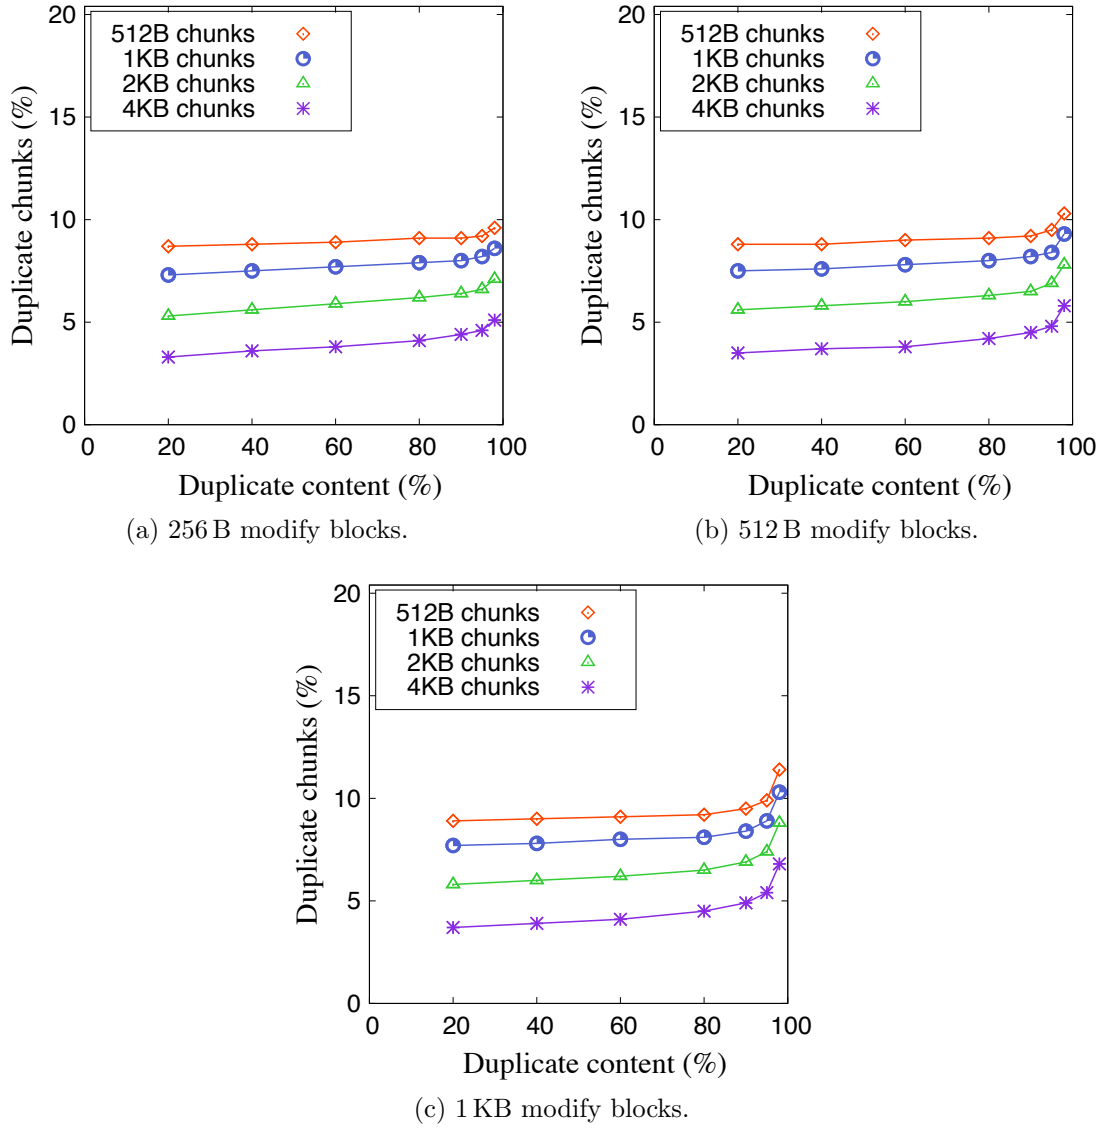 20
15
10
5
0
Duplicate chunks (%)
512B chunks
1KB chunks
2KB chunks
4KB chunks
0 20 40 60 80 100
Duplicate content (%)
(a) 256 B modify blocks.
20
15
10
5
0
Duplicate chunks (%)
512B chunks
1KB chunks
2KB chunks
4KB chunks
0 20 40 60 80 100
Duplicate content (%)
(b) 512 B modify blocks.
20
15
10
5
0
Duplicate chunks (%)
512B chunks
1KB chunks
2KB chunks
4KB chunks
0 20 40 60 80 100
Duplicate content (%)
(c) 1 KB modify blocks.